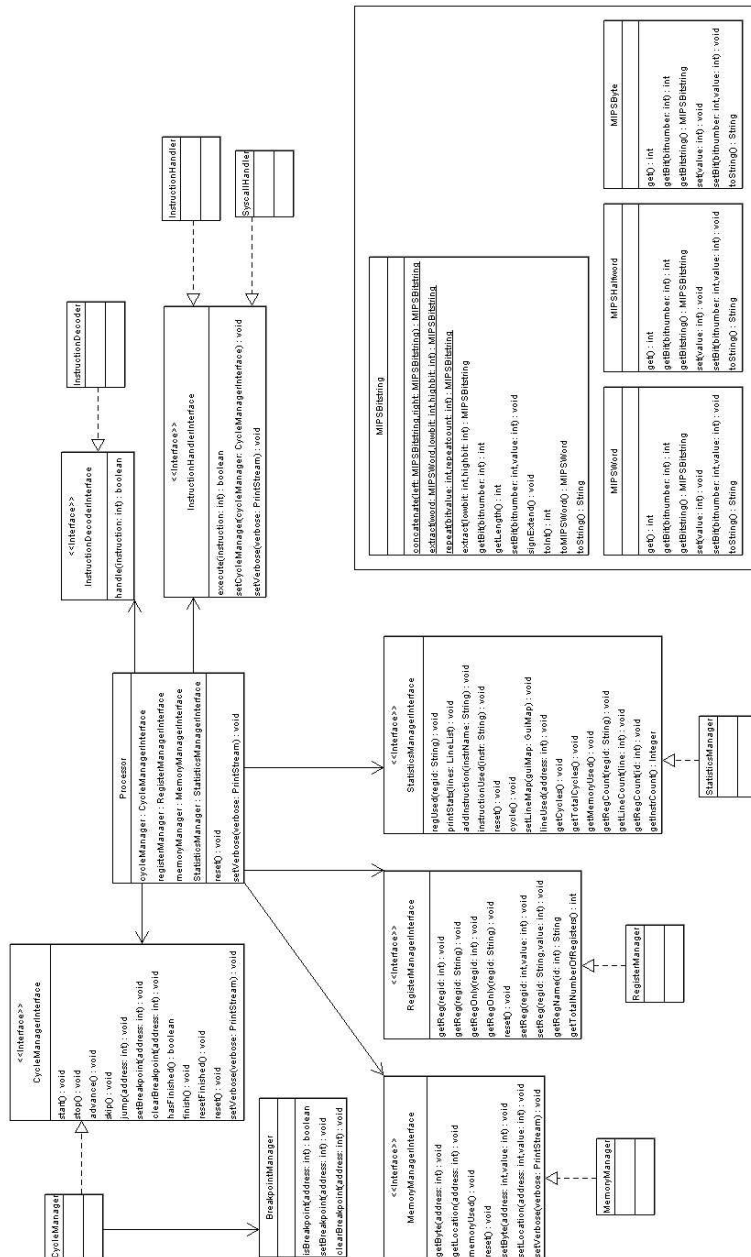 CycleManager
<<Interface>>
CycleManagerInterface
start() : void
stop() : void
advance() : void
skip() : void
jump(address: int) : void
setBreakpoint(address: int) : void
clearBreakpoint(address: int) : void
hasFinished() : boolean
finish() : void
resetFinished() : void
reset() : void
setVerbose(verbose: PrintStream) : void
BreakpointManager
isBreakpoint(address: int) : boolean
setBreakpoint(address: int) : void
clearBreakpoint(address: int) : void
Processor
cycleManager : CycleManagerInterface
registerManager : RegisterManagerInterface
memoryManager : MemoryManagerInterface
StatisticsManager : StatisticsManagerInterface
reset() : void
setVerbose(verbose: PrintStream) : void
<<Interface>>
InstructionDecoderInterface
handle(instruction: int) : boolean
InstructionDecoder
<<Interface>>
InstructionHandlerInterface
execute(instruction: int) : boolean
setCycleManager(cycleManager: CycleManagerInterface) : void
setVerbose(verbose: PrintStream) : void
InstructionHandler
SyscallHandler
<<Interface>>
MemoryManagerInterface
getByte(address: int) : void
getLocation(address: int) : void
memoryUsed() : void
reset() : void
setByte(address: int,value: int) : void
setLocation(address: int,value: int) : void
setVerbose(verbose: PrintStream) : void
MemoryManager
<<Interface>>
RegisterManagerInterface
getReg(regid: int) : void
getReg(regid: String) : void
getRegOnly(regid: int) : void
getRegOnly(regid: String) : void
reset() : void
setReg(regid: int,value: int) : void
setReg(regid: String,value: int) : void
getRegName(id: int) : String
getTotalNumberOfRegisters() : int
RegisterManager
<<Interface>>
StatisticsManagerInterface
regUsed(regid: String) : void
printStats(lines: LineList) : void
addInstruction(instrName: String) : void
instructionUsed(instr: String) : void
reset() : void
cycle() : void
setLineMap(guiMap: GuiMap) : void
lineUsed(address: int) : void
getCycles() : void
getTotalCycles() : void
getMemoryUsed() : void
getRegCount(regid: String) : void
getLineCount(line: int) : void
getRegCount(id: int) : void
getInstrCount() : Integer
StatisticsManager
MIPSBitstring
concatenate(left: MIPSBitstring,right: MIPSBitstring) : MIPSBitstring
extract(word: MIPSWord,lowbit: int,highbit: int) : MIPSBitstring
repeat(bitvalue: int,repeatcount: int) : MIPSBitstring
extract(lowbit: int,highbit: int) : MIPSBitstring
getBit(bitnumber: int) : int
getLength() : int
setBit(bitnumber: int,value: int) : void
signExtend() : void
toInt() : int
toMIPSWord() : MIPSWord
toString() : String
MIPSWord
get() : int
getBit(bitnumber: int) : int
getBitstring() : MIPSBitstring
set(value: int) : void
setBit(bitnumber: int,value: int) : void
toString() : String
MIPSHalfword
get() : int
getBit(bitnumber: int) : int
getBitstring() : MIPSBitstring
set(value: int) : void
setBit(bitnumber: int,value: int) : void
toString() : String
MIPSByte
get() : int
getBit(bitnumber: int) : int
getBitstring() : MIPSBitstring
set(value: int) : void
setBit(bitnumber: int,value: int) : void
toString() : String